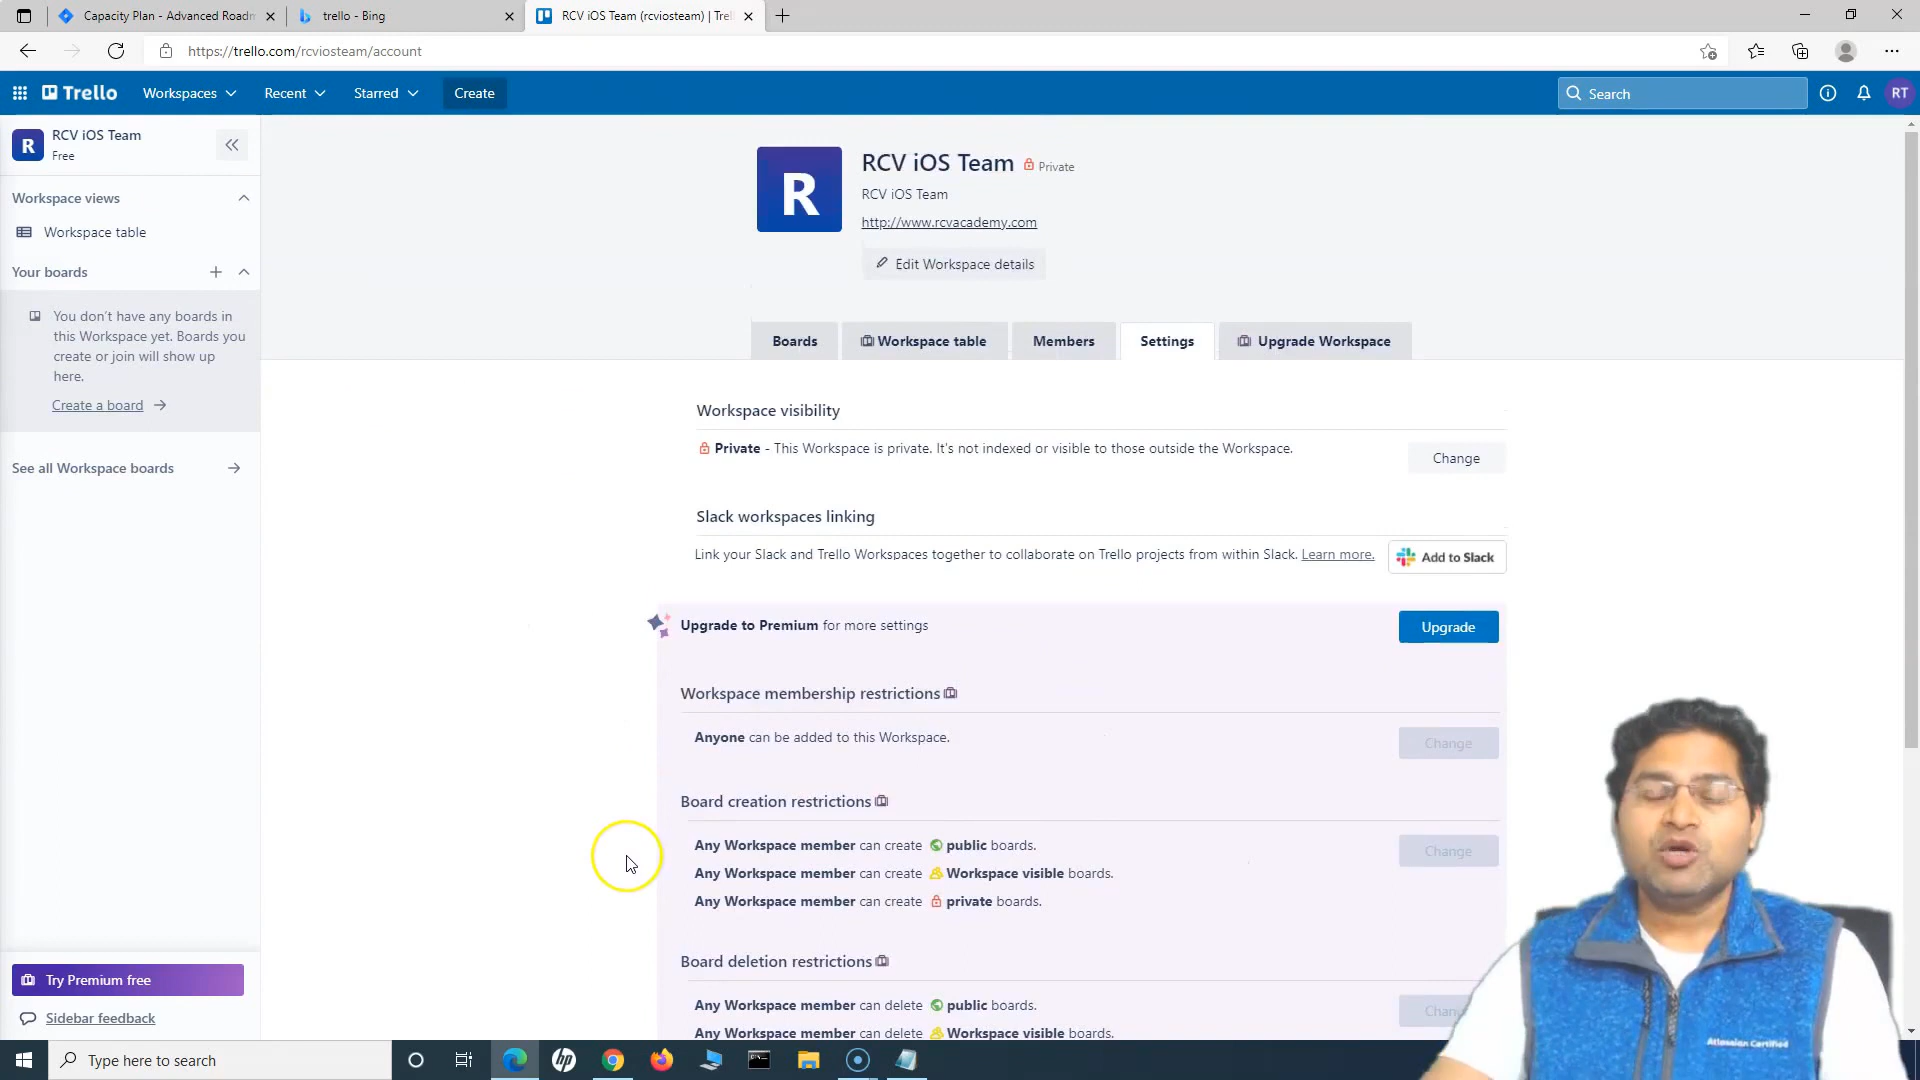 Capacity Plan - Advanced Roadm
trello - Bing
RCV iOS Team (rcviosteam) | Trel
https://trello.com/rcviosteam/account
Trello
Workspaces
Recent
Starred
Create
Search
RT
R
RCV iOS Team
Free
Workspace views
Workspace table
Your boards
You don't have any boards in
this Workspace yet. Boards you
create or join will show up
here.
Create a board
See all Workspace boards
Try Premium free
Sidebar feedback
R
RCV iOS Team
Private
RCV iOS Team
http://www.rcvacademy.com
Edit Workspace details
Boards
Workspace table
Members
Settings
Upgrade Workspace
Workspace visibility
Private - This Workspace is private. It's not indexed or visible to those outside the Workspace.
Change
Slack workspaces linking
Link your Slack and Trello Workspaces together to collaborate on Trello projects from within Slack. Learn more.
Add to Slack
Upgrade to Premium for more settings
Upgrade
Workspace membership restrictions
Anyone can be added to this Workspace.
Change
Board creation restrictions
Any Workspace member can create public boards.
Change
Any Workspace member can create Workspace visible boards.
Any Workspace member can create private boards.
Board deletion restrictions
Any Workspace member can delete public boards.
Chang
Any Workspace member can delete Workspace visible boards.
Atlassian Certified
Type here to search
hp